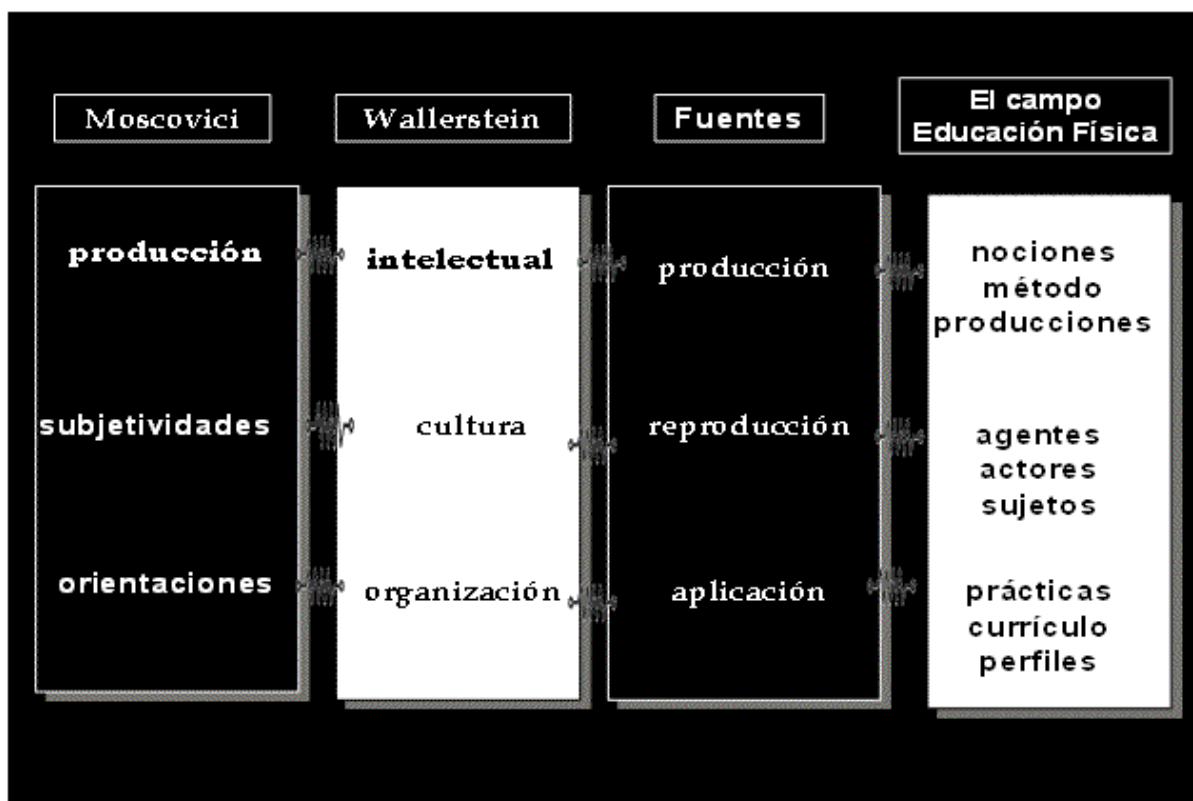 Moscovici
Wallerstein
Fuentes
El campo
Educación Física
producción
subjetividades
orientaciones
intelectual
cultura
organización
producción
reproducción
aplicación
nociones
método
producciones
agentes
actores
sujetos
prácticas
currículo
perfiles